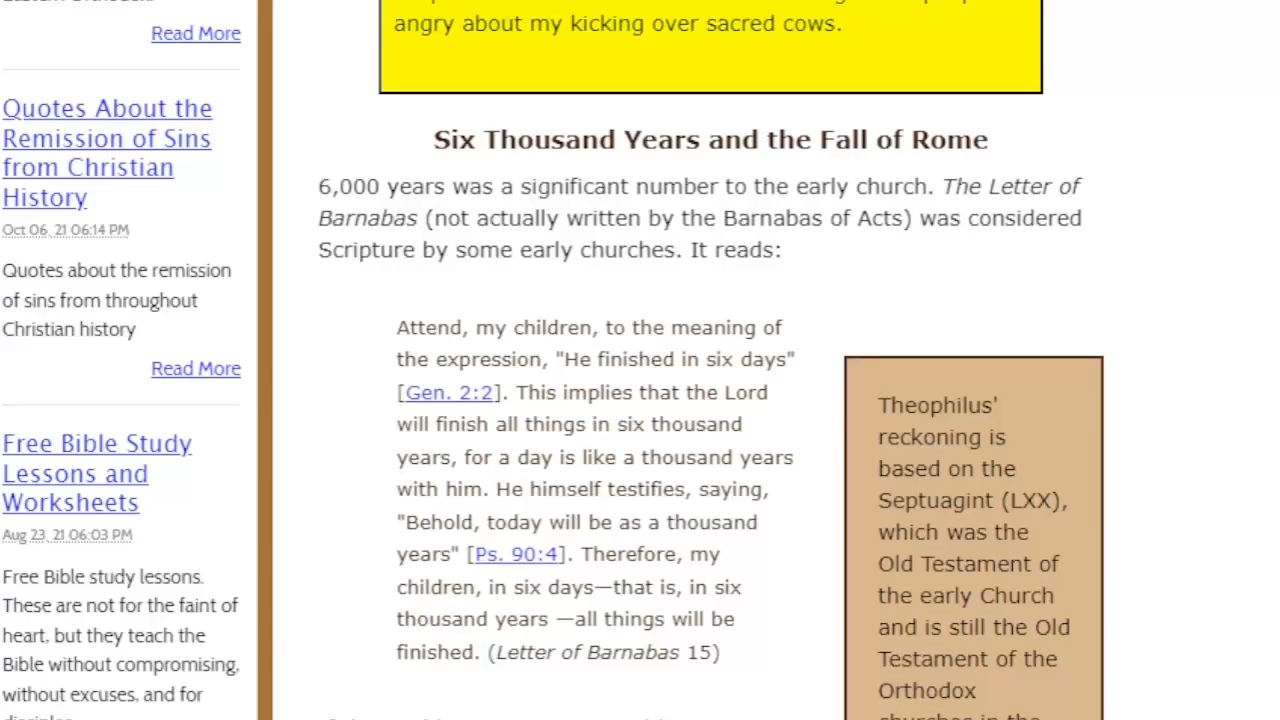 Read More
Quotes About the
Remission of Sins
from Christian
History
Oct 06, 21 06:14 PM
Quotes about the remission
of sins from throughout
Christian history
Read More
Free Bible Study
Lessons and
Worksheets
Aug 23, 21 06:03 PM
Free Bible study lessons.
These are not for the faint of
heart, but they teach the
Bible without compromising,
without excuses, and for
angry about my kicking over sacred cows.
Six Thousand Years and the Fall of Rome
6,000 years was a significant number to the early church. The Letter of
Barnabas (not actually written by the Barnabas of Acts) was considered
Scripture by some early churches. It reads:
Attend, my children, to the meaning of
the expression, "He finished in six days"
[Gen. 2:2]. This implies that the Lord
will finish all things in six thousand
years, for a day is like a thousand years
with him. He himself testifies, saying,
"Behold, today will be as a thousand
years" [Ps. 90:4]. Therefore, my
children, in six days—that is, in six
thousand years —all things will be
finished. (Letter of Barnabas 15)
Theophilus'
reckoning is
based on the
Septuagint (LXX),
which was the
Old Testament of
the early Church
and is still the Old
Testament of the
Orthodox
churches in the